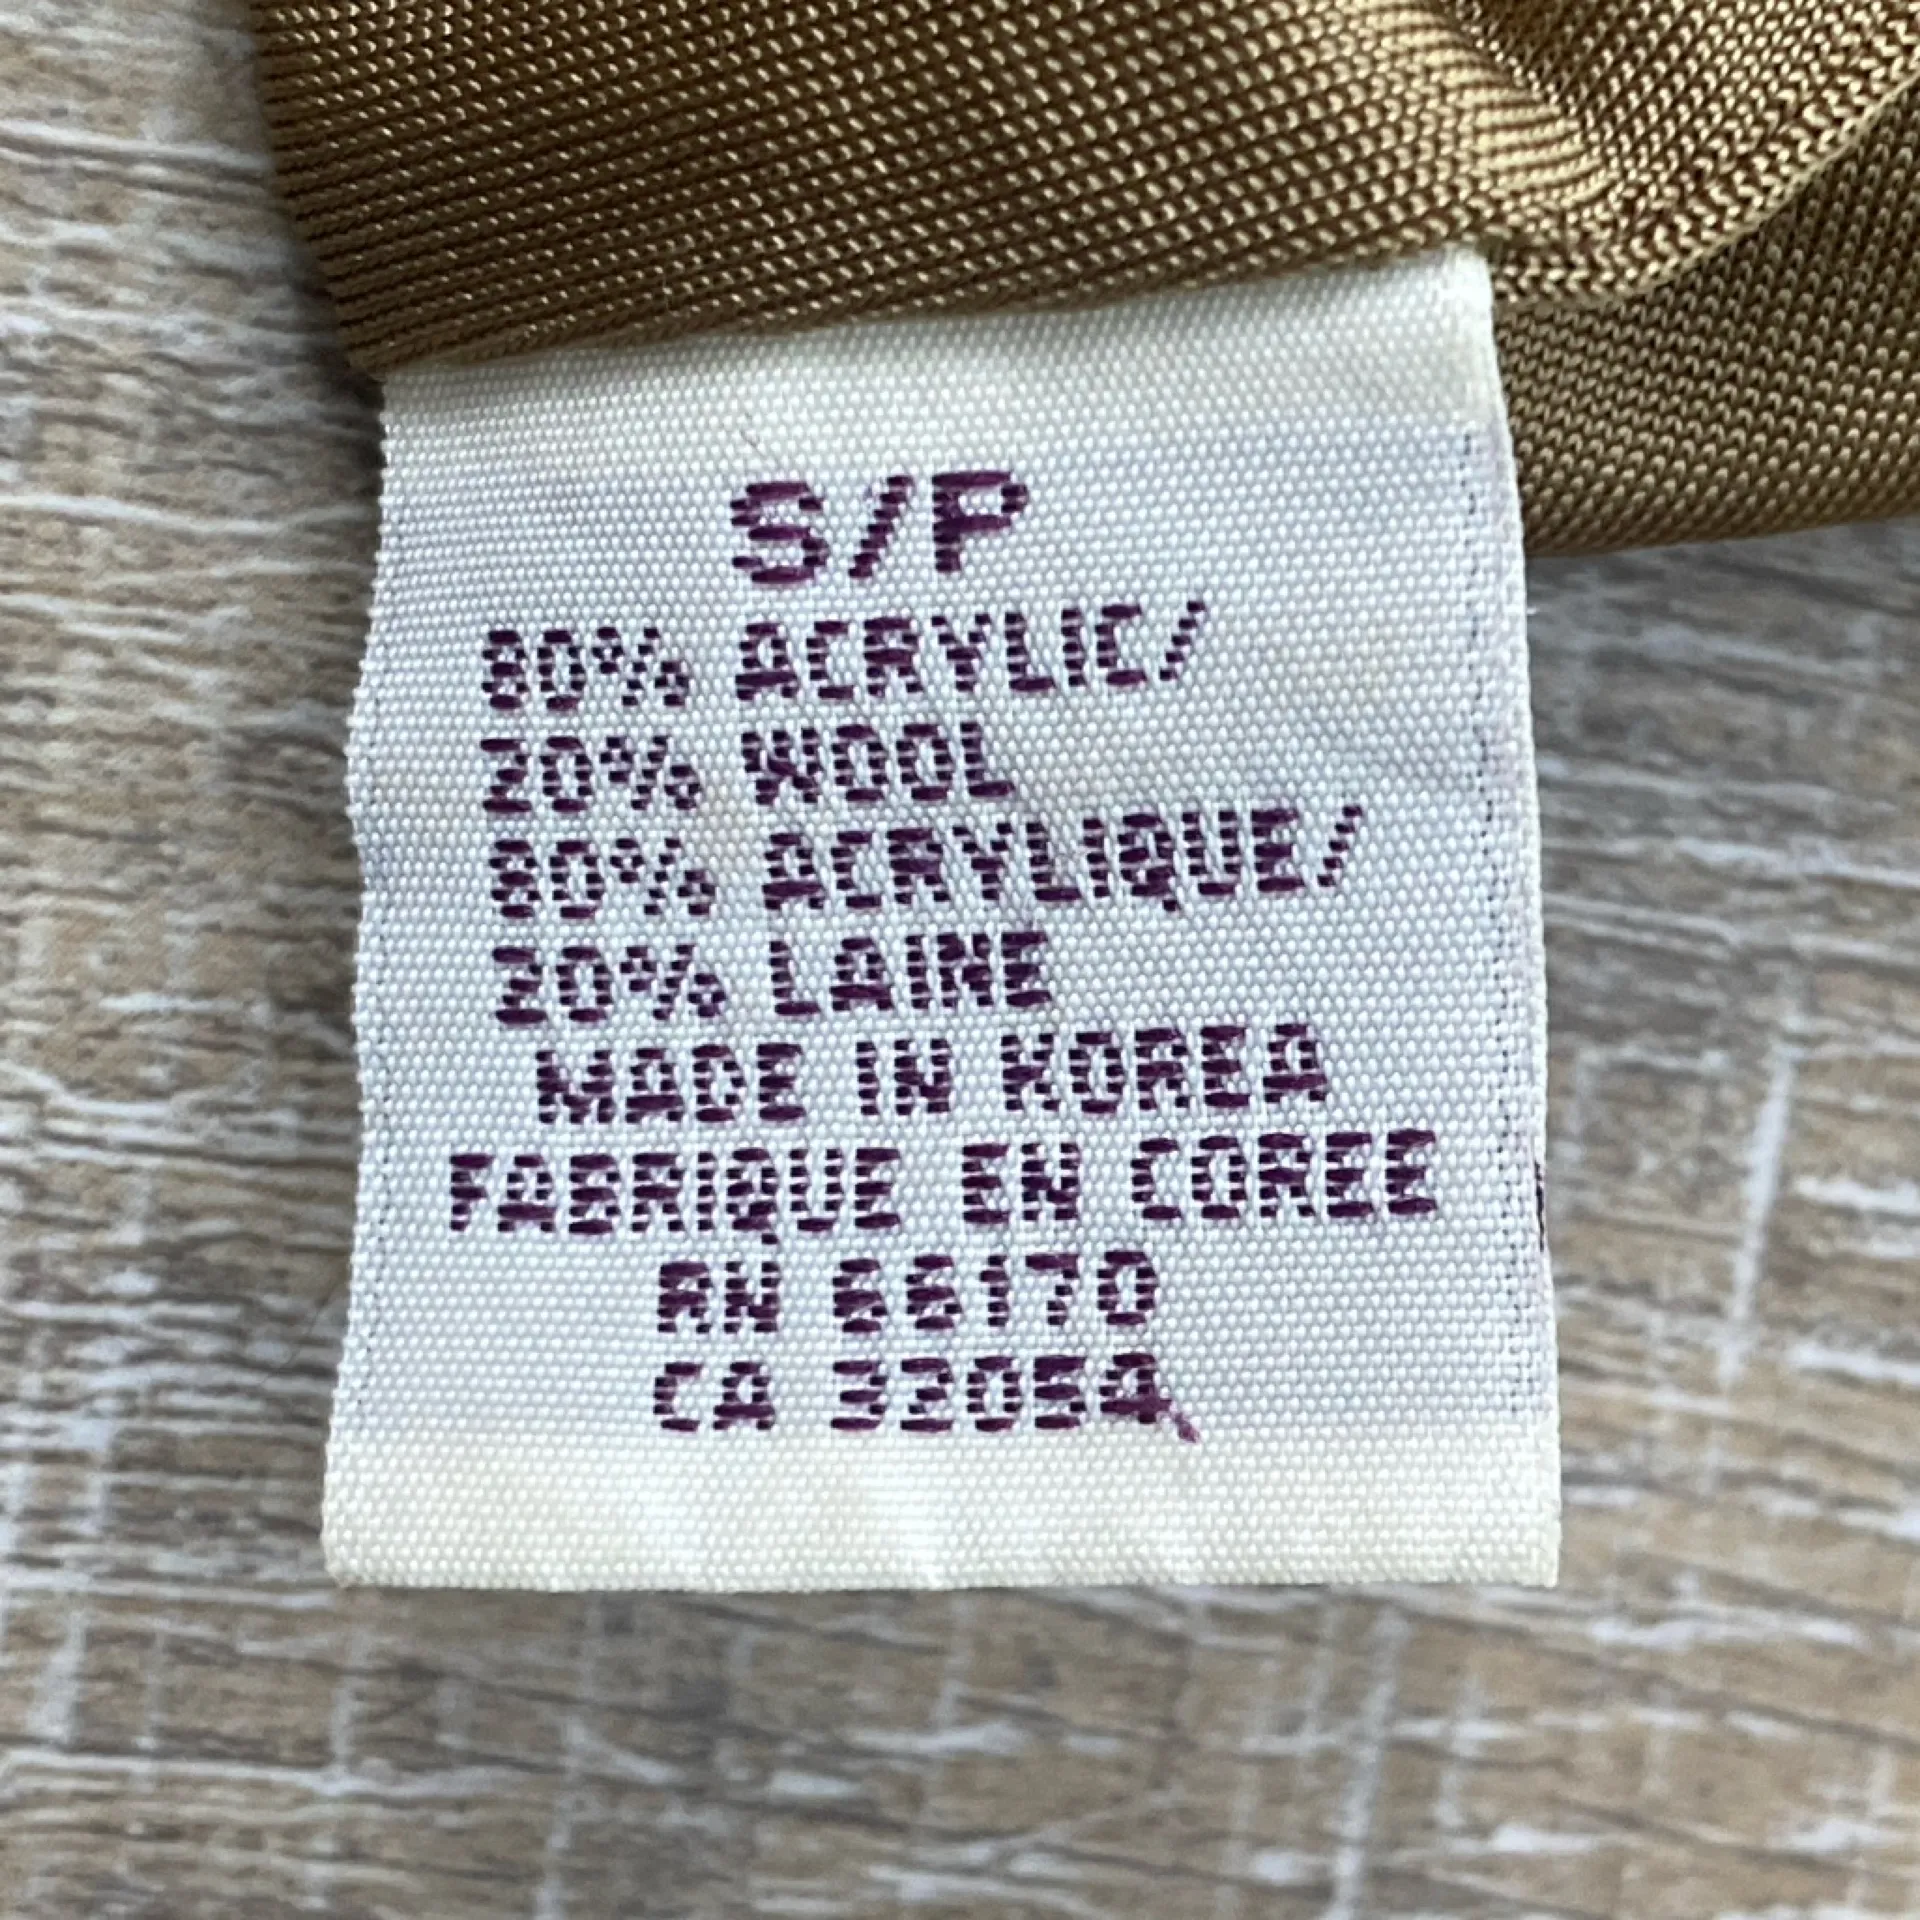 S/P
80% ACRYLIC/
20% WOOL
80% ACRYLIQUE/
20% LAINE
MADE IN KOREA
FABRIQUE EN COREE
RN 66170
CA 32054